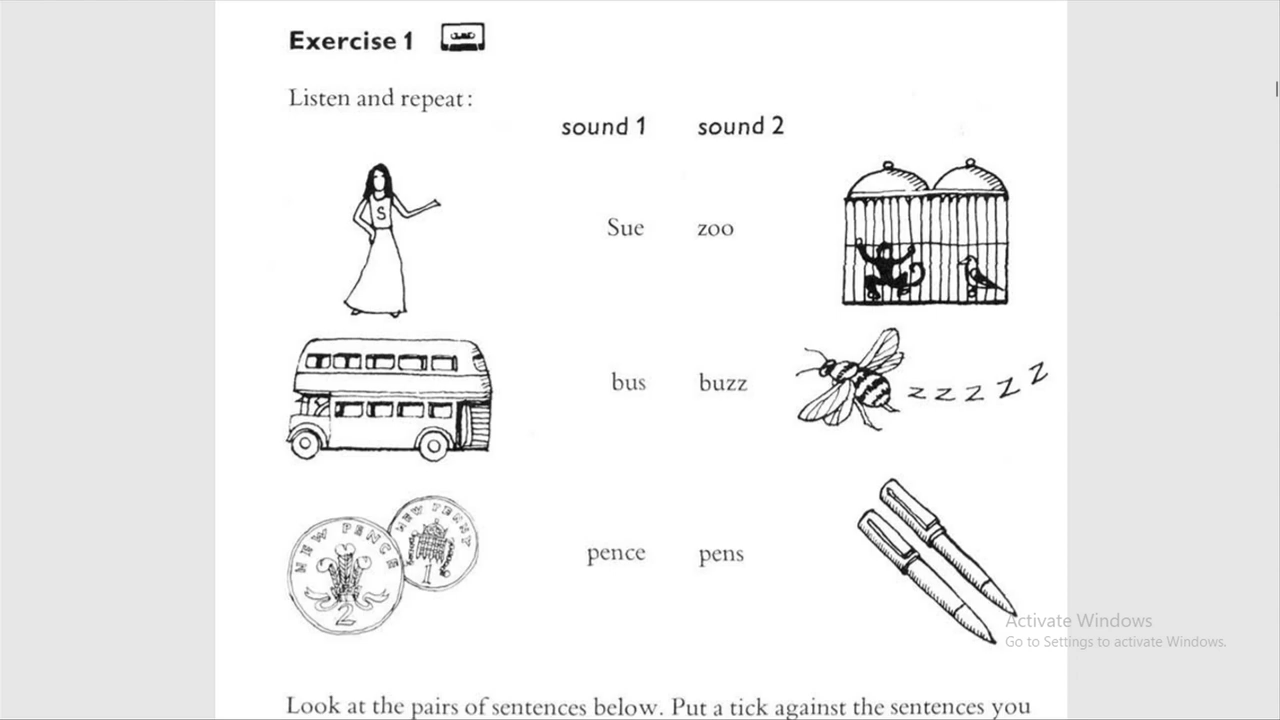 Exercise 1
Listen and repeat:
sound 1 sound 2
S
Sue zoo
bus buzz
z z z z z
NEW PENCE
2
NEW PENNY
1
pence pens
Activate Windows
Go to Settings to activate Windows.
Look at the pairs of sentences below. Put a tick against the sentences you